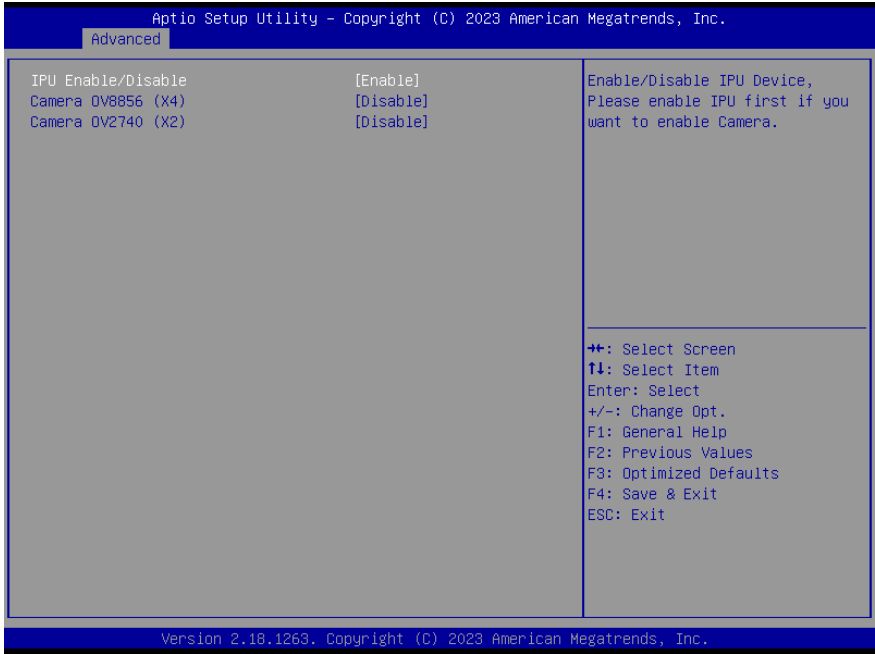 Aptio Setup Utility – Copyright (C) 2023 American Megatrends, Inc.
Advanced
IPU Enable/Disable [Enable]
Camera OV8856 (X4) [Disable]
Camera OV2740 (X2) [Disable]
Enable/Disable IPU Device,
Please enable IPU first if you
want to enable Camera.
→←: Select Screen
↑↓: Select Item
Enter: Select
+/-: Change Opt.
F1: General Help
F2: Previous Values
F3: Optimized Defaults
F4: Save & Exit
ESC: Exit
Version 2.18.1263. Copyright (C) 2023 American Megatrends, Inc.